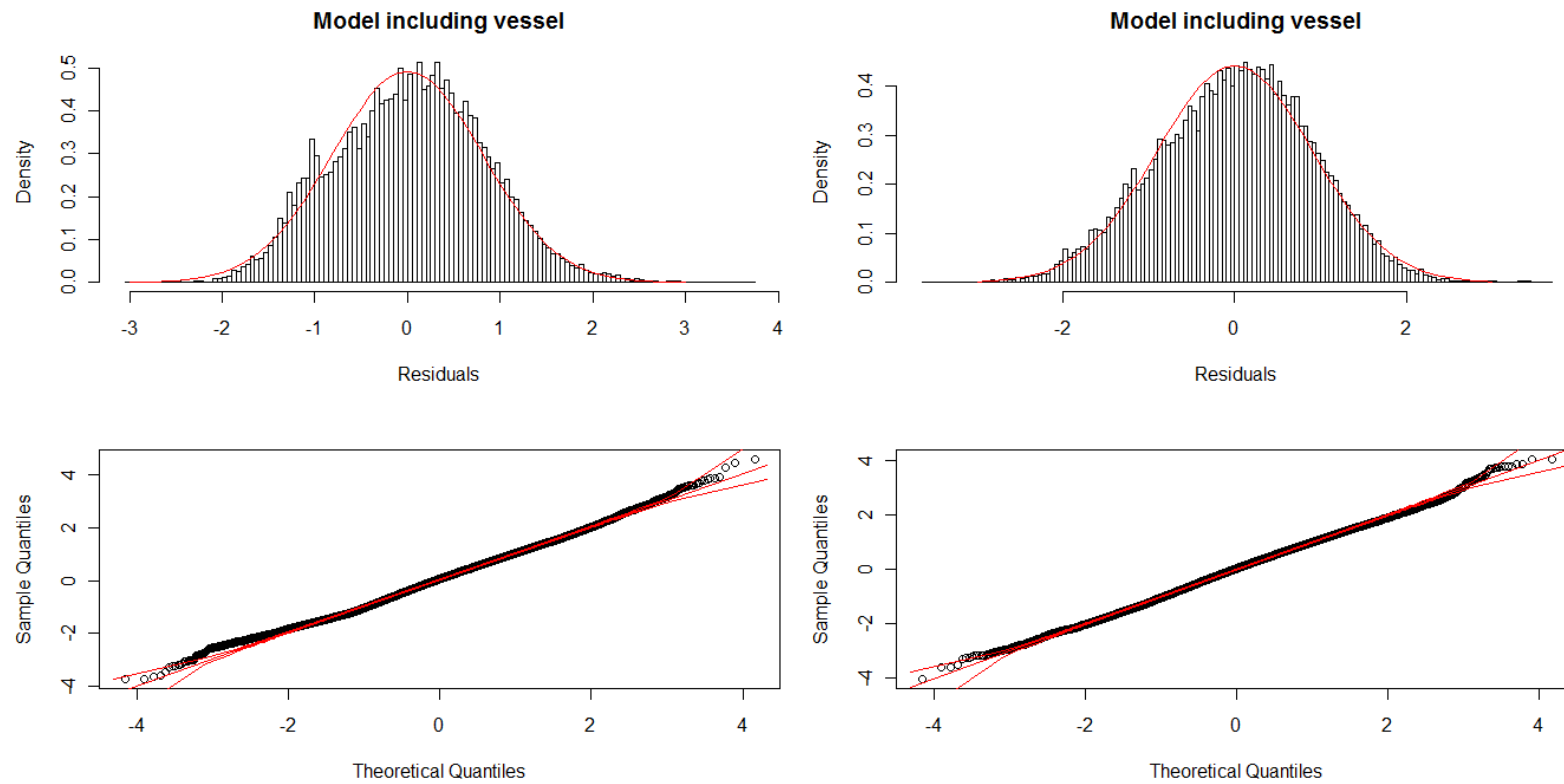 Model including vessel
Density
0.0 0.1 0.2 0.3 0.4 0.5
-3 -2 -1 0 1 2 3 4
Residuals
Model including vessel
Density
0.0 0.1 0.2 0.3 0.4
-2 0 2
Residuals
Sample Quantiles
-4 -2 0 2 4
-4 -2 0 2 4
Theoretical Quantiles
Sample Quantiles
-4 -2 0 2 4
-4 -2 0 2 4
Theoretical Quantiles